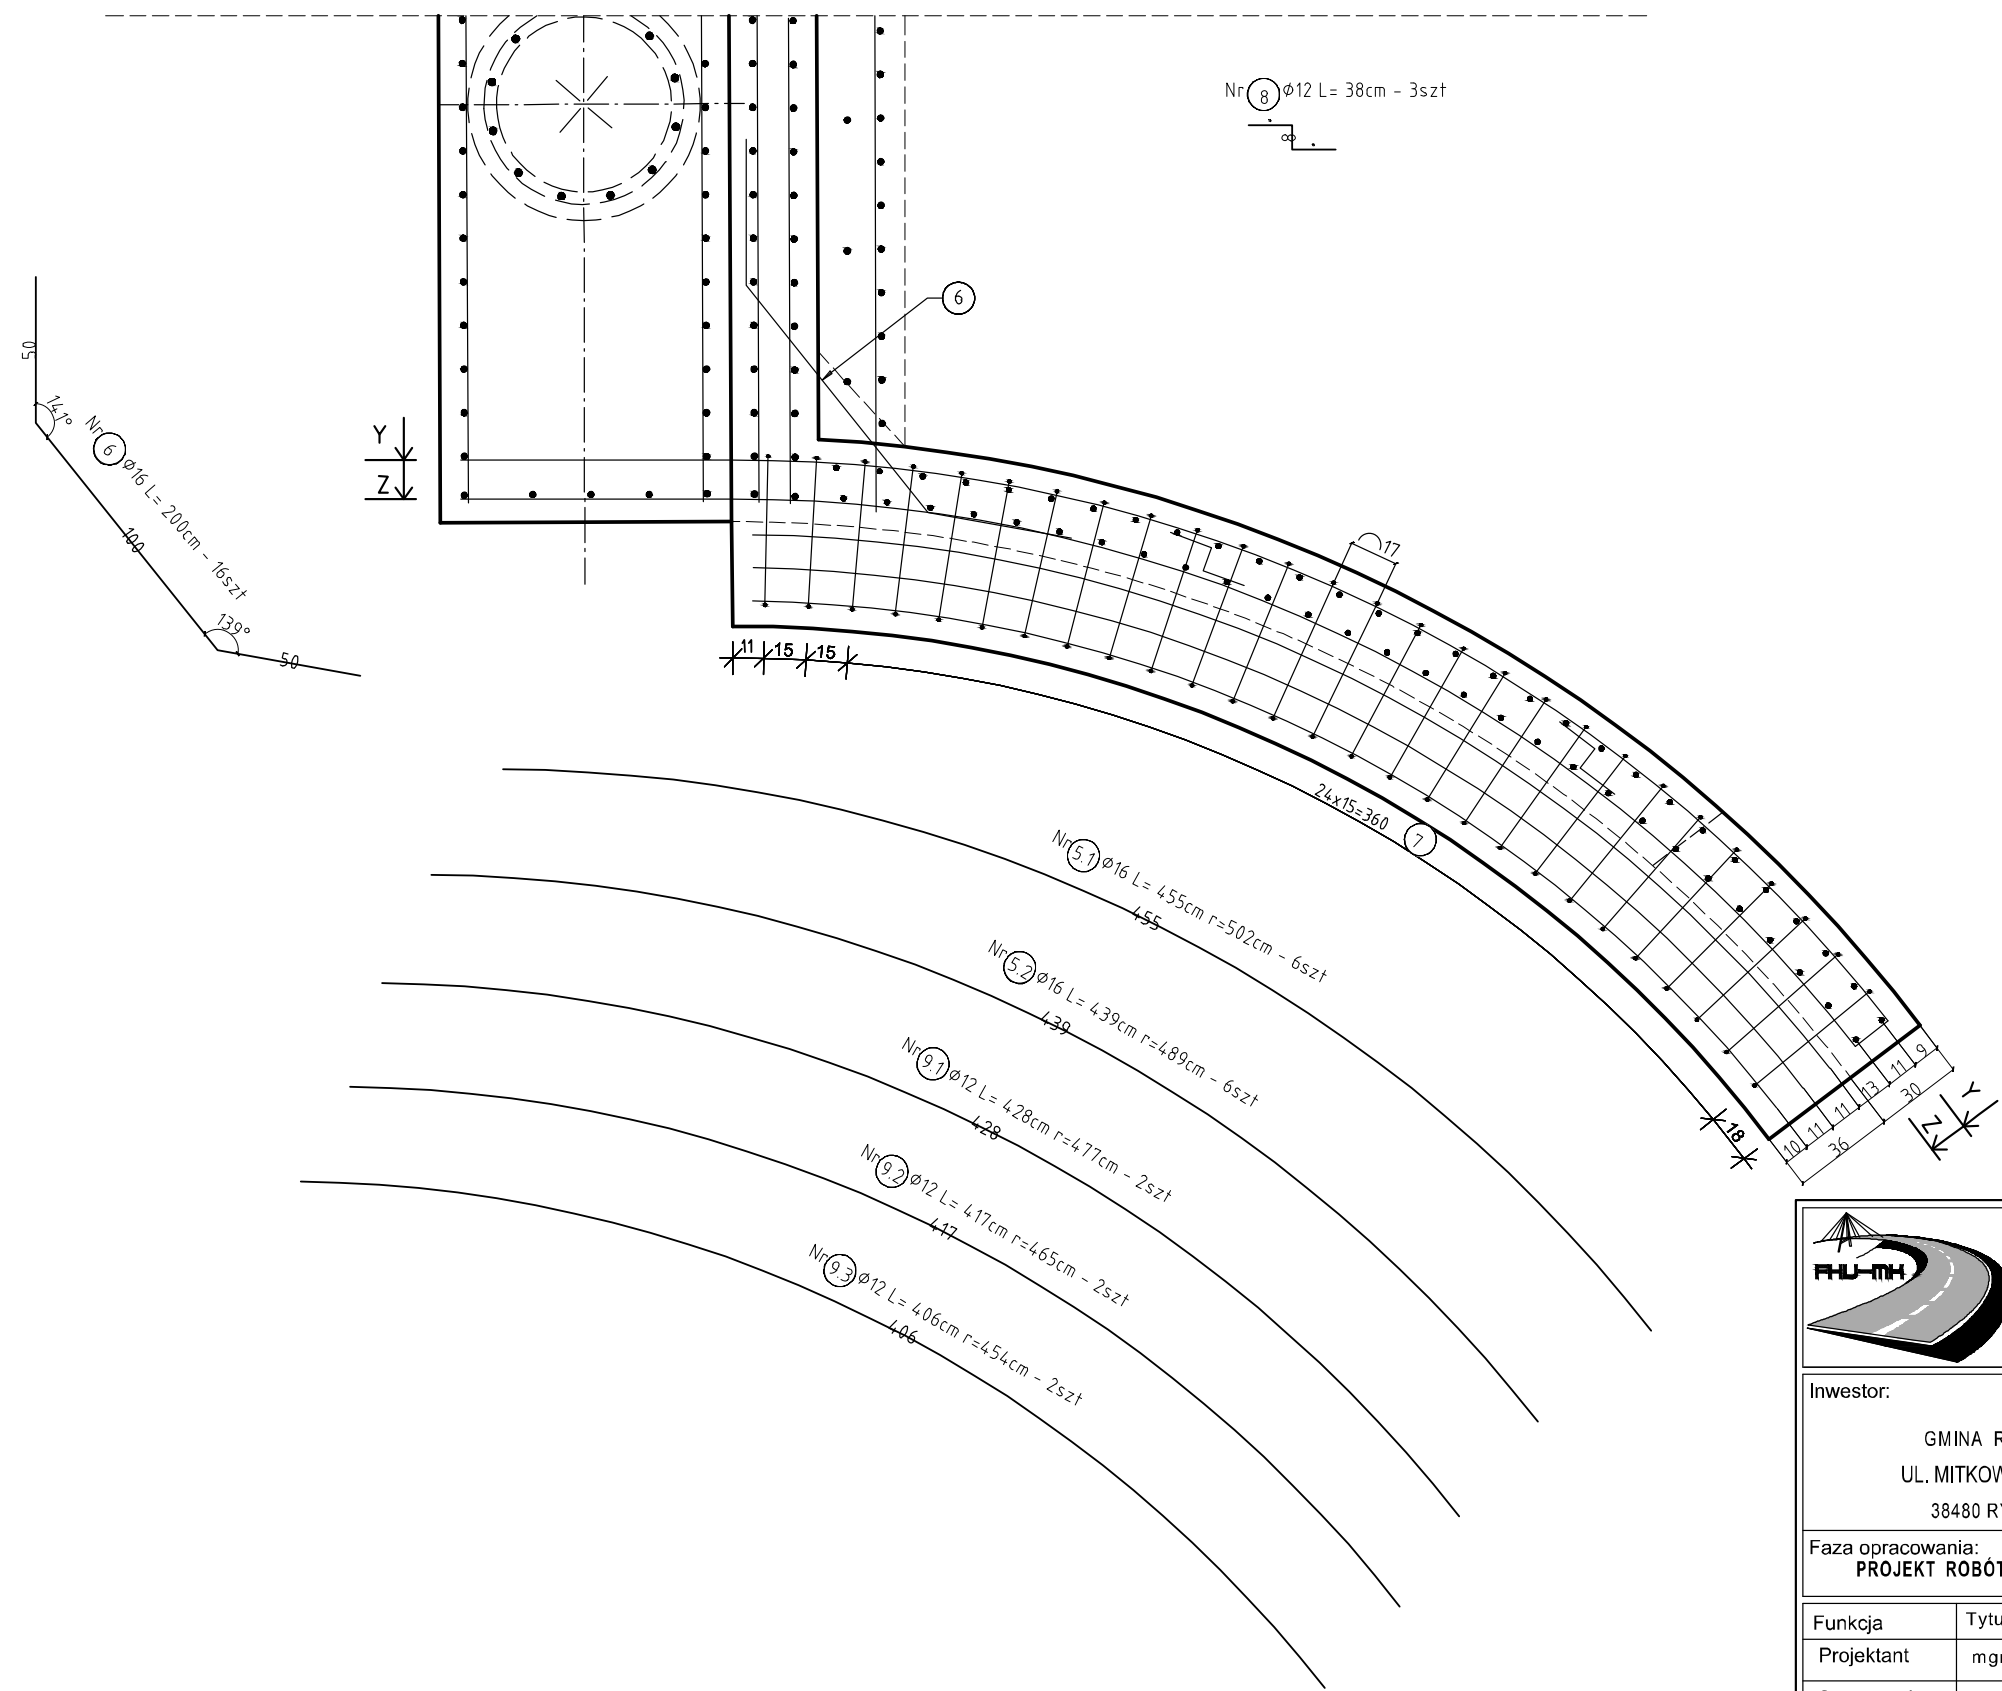 Nr 8 ø12 L= 38cm - 3szt
8
6
50
141°
Nr 6 ø16 L= 200cm - 16szt
100
139°
50
Y
Z
17
11 15 15
24x15=360 7
Nr 5.1 ø16 L= 455cm r=502cm - 6szt
455
Nr 5.2 ø16 L= 439cm r=489cm - 6szt
439
Nr 9.1 ø12 L= 428cm r=477cm - 2szt
428
Nr 9.2 ø12 L= 417cm r=465cm - 2szt
417
Nr 9.3 ø12 L= 406cm r=454cm - 2szt
406
18
10 11 11 13 11 9
36 30
Y
Z
FHU-MK
Inwestor:
GMINA R
UL. MITKOW
38480 RY
Faza opracowania:
PROJEKT ROBÓT
Funkcja Tytu
Projektant mgr